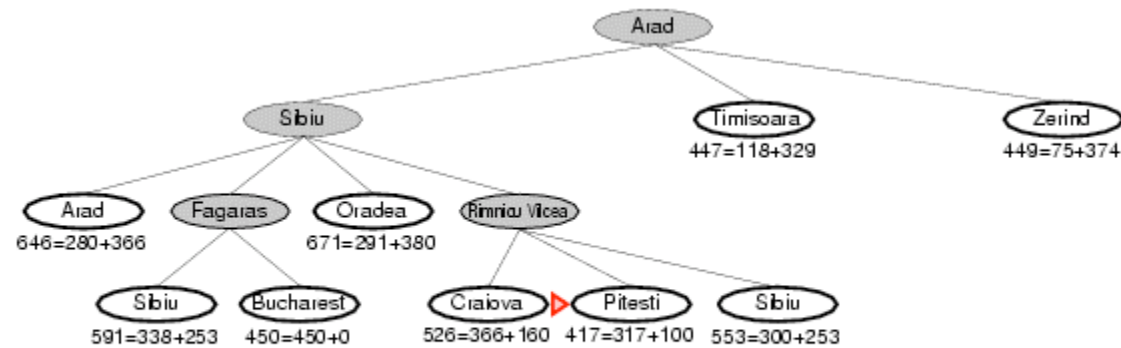 Arad
Sibiu
Timisoara
Zerind
447=118+329
449=75+374
Arad
Fagaras
Oradea
Rimnicu Vilcea
646=280+366
671=291+380
Sibiu
Bucharest
Craiova
Pitesti
Sibiu
591=338+253
450=450+0
526=366+160
417=317+100
553=300+253